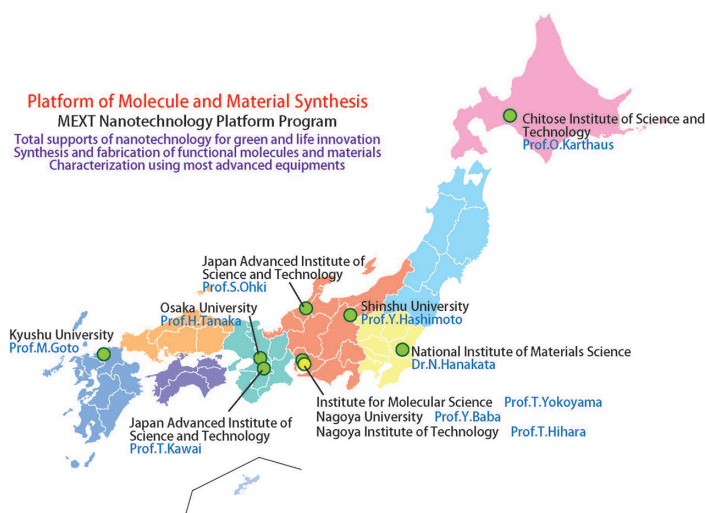 Platform of Molecule and Material Synthesis
MEXT Nanotechnology Platform Program
Total supports of nanotechnology for green and life innovation
Synthesis and fabrication of functional molecules and materials
Characterization using most advanced equipments
Chitose Institute of Science and
Technology
Prof.O.Karthaus
Japan Advanced Institute of
Science and Technology
Prof.S.Ohki
Osaka University
Prof.H.Tanaka
Shinshu University
Prof.Y.Hashimoto
Kyushu University
Prof.M.Goto
National Institute of Materials Science
Dr.N.Hanakata
Institute for Molecular Science Prof.T.Yokoyama
Nagoya University Prof.Y.Baba
Nagoya Institute of Technology Prof.T.Hihara
Japan Advanced Institute of
Science and Technology
Prof.T.Kawai